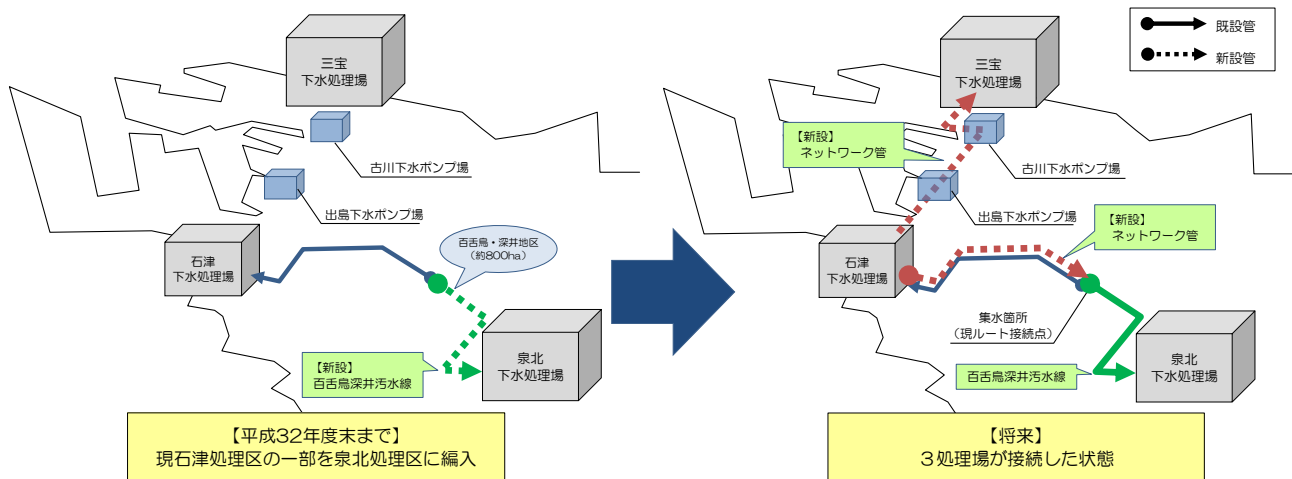 三宝
下水処理場
古川下水ポンプ場
出島下水ポンプ場
石津
下水処理場
百舌鳥・深井地区
（約800ha）
泉北
下水処理場
【新設】
百舌鳥深井汚水線
【平成32年度末まで】
現石津処理区の一部を泉北処理区に編入
既設管
新設管
三宝
下水処理場
【新設】
ネットワーク管
古川下水ポンプ場
出島下水ポンプ場
【新設】
ネットワーク管
石津
下水処理場
集水箇所
（現ルート接続点）
泉北
下水処理場
百舌鳥深井汚水線
【将来】
３処理場が接続した状態